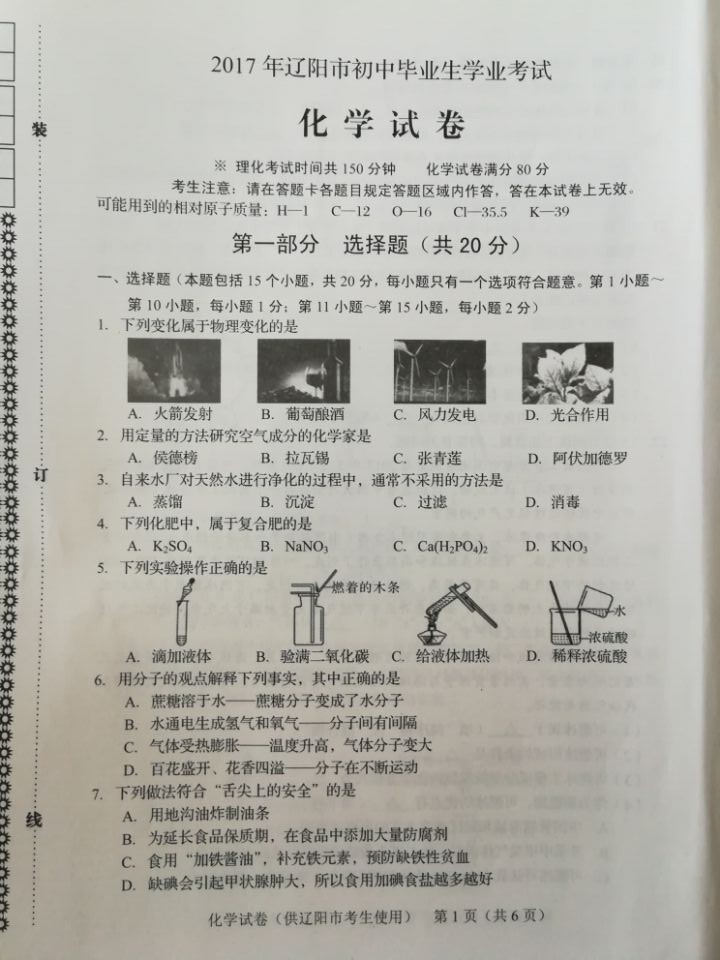 2017 年辽阳市初中毕业生学业考试
化学试卷
※ 理化考试时间共 150 分钟 化学试卷满分 80 分
考生注意：请在答题卡各题目规定答题区域内作答，答在本试卷上无效。
可能用到的相对原子质量：H—1 C—12 O—16 Cl—35.5 K—39
第一部分 选择题（共 20 分）
一、选择题（本题包括 15 个小题，共 20 分，每小题只有一个选项符合题意。第 1 小题～
第 10 小题，每小题 1 分；第 11 小题～第 15 小题，每小题 2 分）
1. 下列变化属于物理变化的是
A. 火箭发射 B. 葡萄酿酒 C. 风力发电 D. 光合作用
2. 用定量的方法研究空气成分的化学家是
A. 侯德榜 B. 拉瓦锡 C. 张青莲 D. 阿伏加德罗
3. 自来水厂对天然水进行净化的过程中，通常不采用的方法是
A. 蒸馏 B. 沉淀 C. 过滤 D. 消毒
4. 下列化肥中，属于复合肥的是
A. K₂SO₄ B. NaNO₃ C. Ca(H₂PO₄)₂ D. KNO₃
5. 下列实验操作正确的是
燃着的木条
水
浓硫酸
A. 滴加液体 B. 验满二氧化碳 C. 给液体加热 D. 稀释浓硫酸
6. 用分子的观点解释下列事实，其中正确的是
A. 蔗糖溶于水——蔗糖分子变成了水分子
B. 水通电生成氢气和氧气——分子间有间隔
C. 气体受热膨胀——温度升高，气体分子变大
D. 百花盛开、花香四溢——分子在不断运动
7. 下列做法符合“舌尖上的安全”的是
A. 用地沟油炸制油条
B. 为延长食品保质期，在食品中添加大量防腐剂
C. 食用“加铁酱油”，补充铁元素，预防缺铁性贫血
D. 缺碘会引起甲状腺肿大，所以食用加碘食盐越多越好
化学试卷（供辽阳市考生使用） 第 1 页（共 6 页）
装
订
线